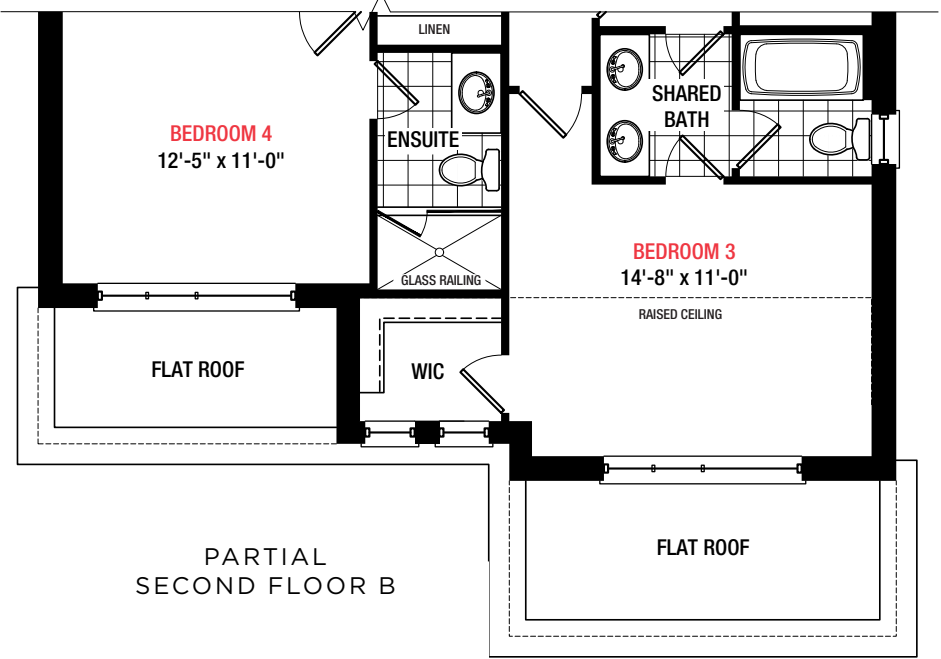 LINEN
SHARED
BATH
BEDROOM 4
12'-5" x 11'-0"
ENSUITE
BEDROOM 3
14'-8" x 11'-0"
GLASS RAILING
RAISED CEILING
FLAT ROOF
WIC
FLAT ROOF
PARTIAL
SECOND FLOOR B